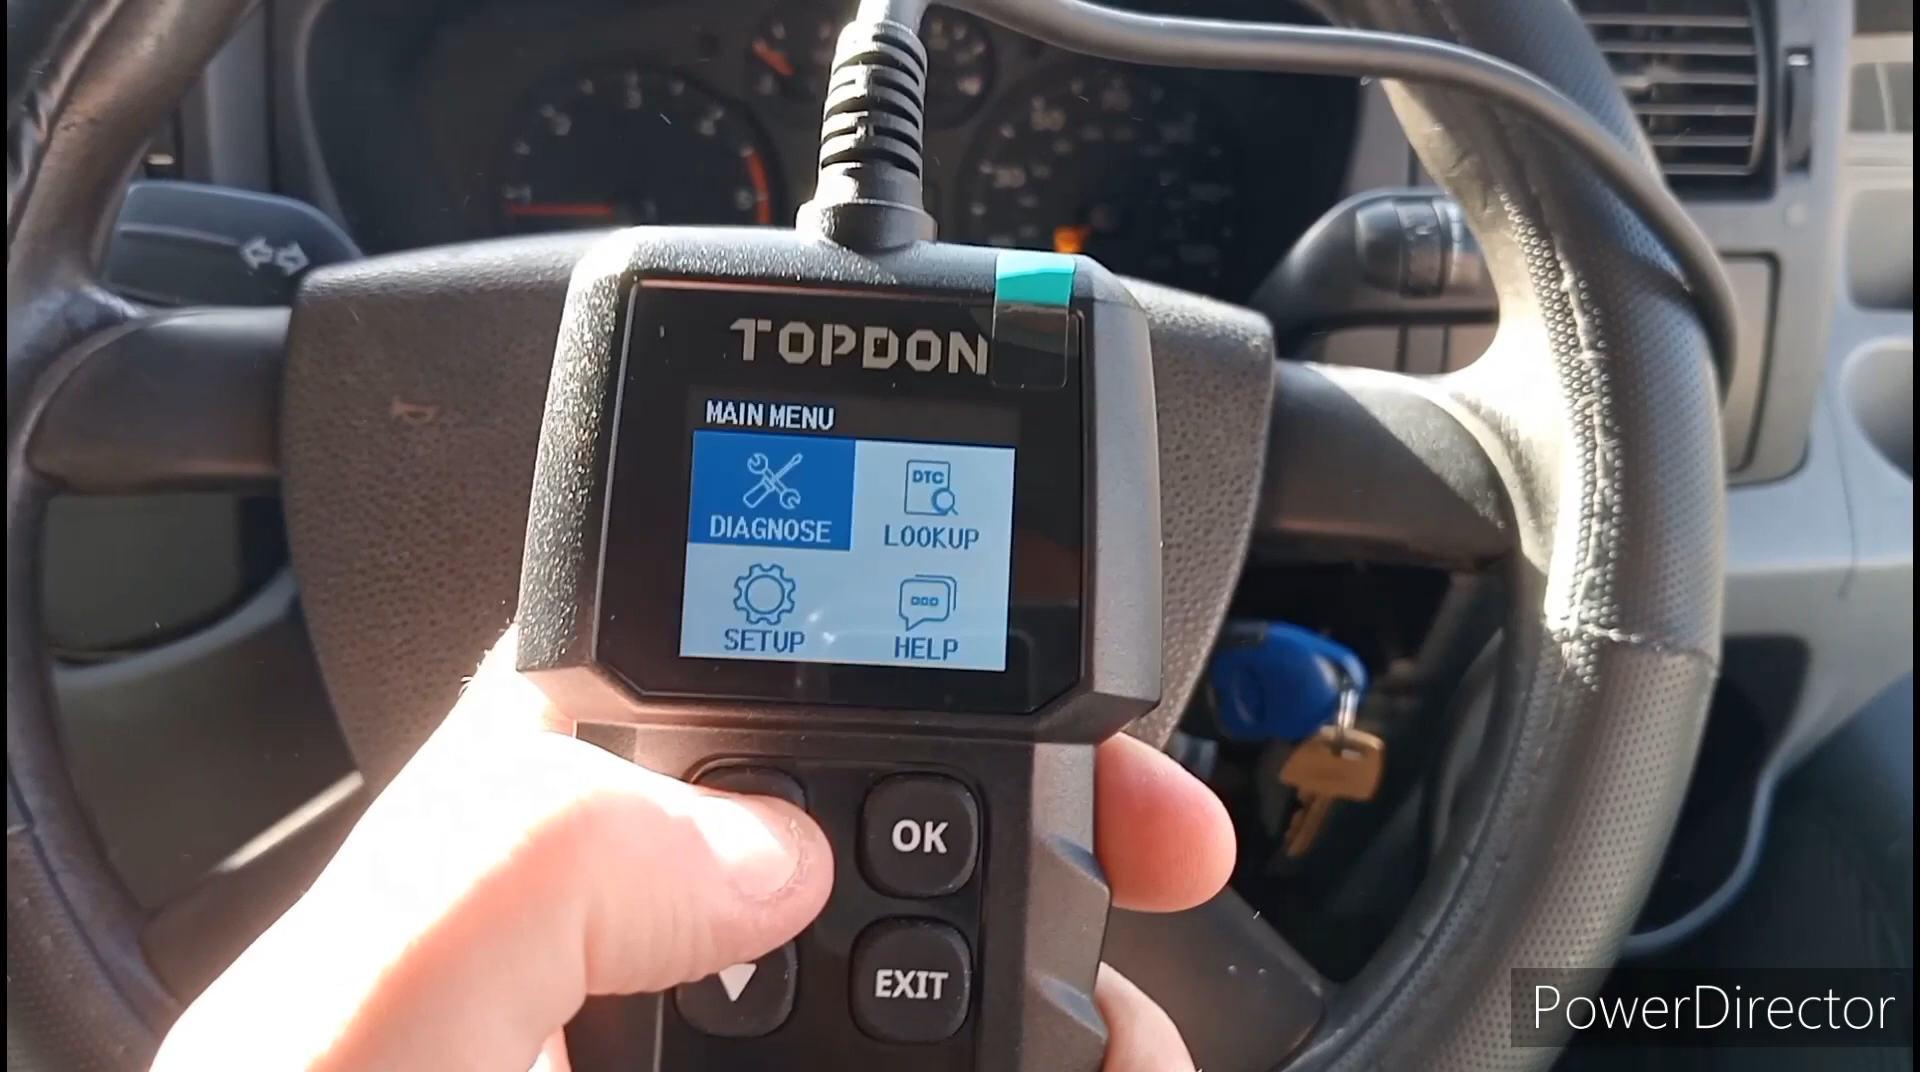 TOPDON
MAIN MENU
DIAGNOSE
DTC
LOOKUP
SETUP
HELP
OK
EXIT
PowerDirector